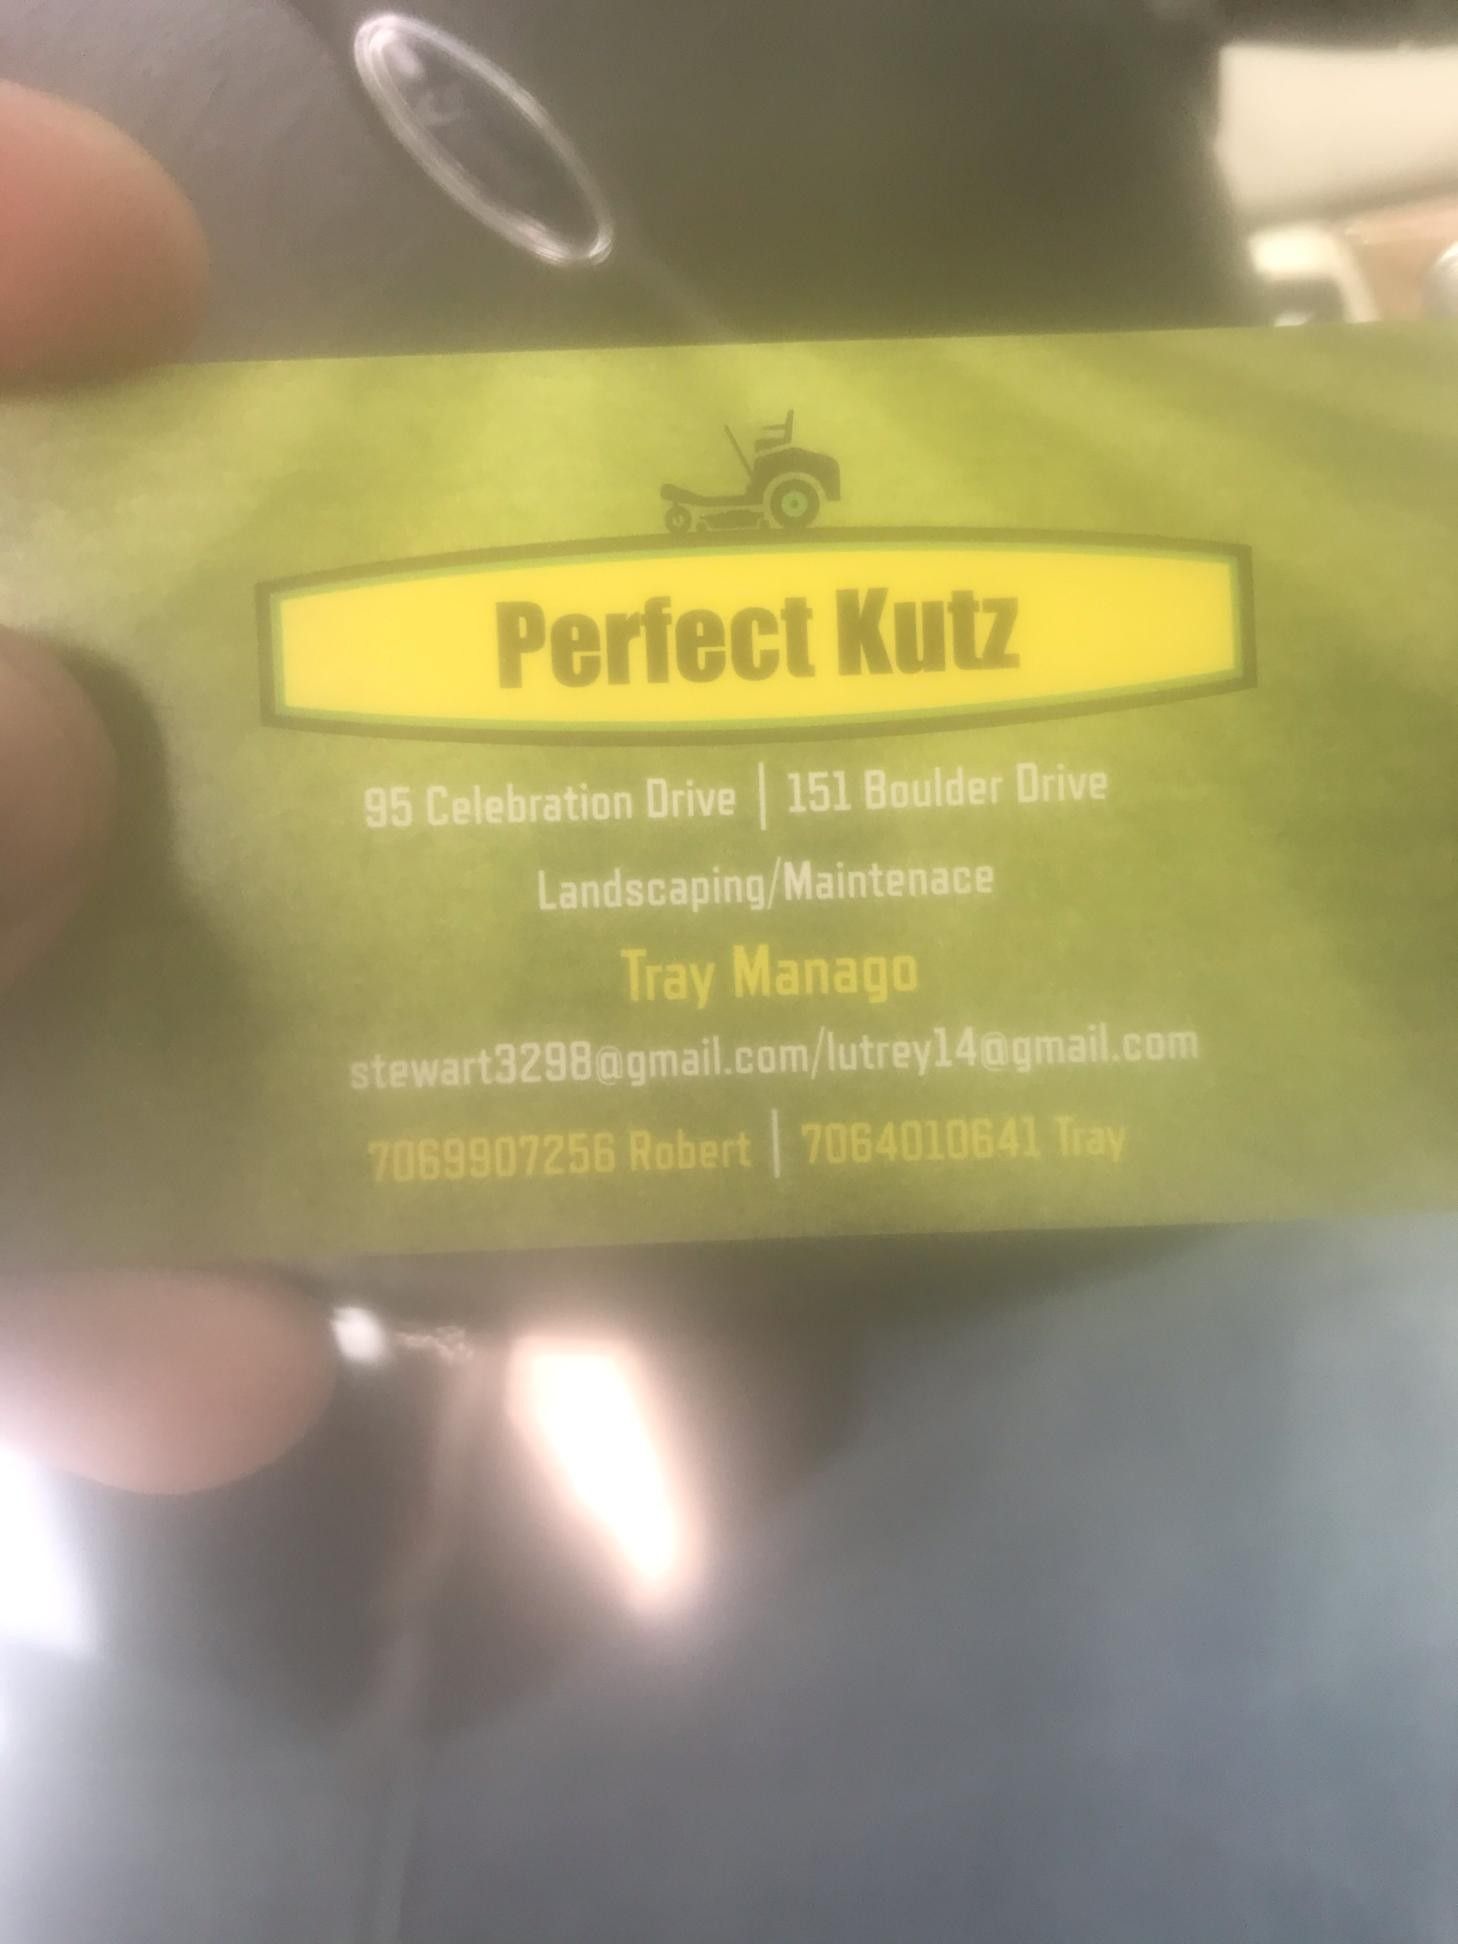 Perfect Kutz
95 Celebration Drive | 151 Boulder Drive
Landscaping/Maintenace
Tray Manago
stewart3298@gmail.com/lutrey14@gmail.com
7069907256 Robert | 7064010641 Tray